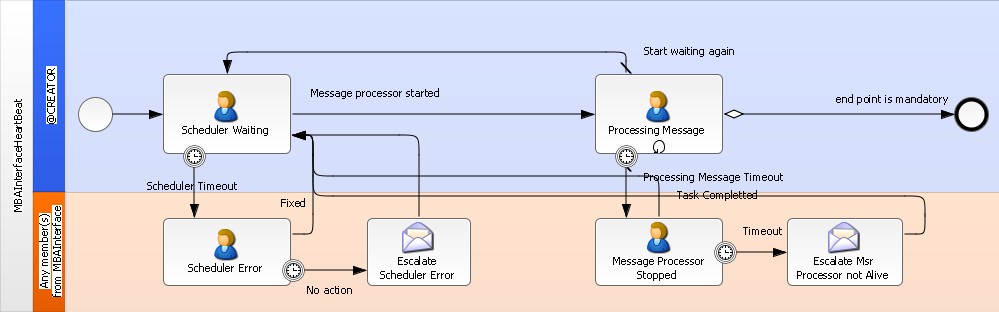 MBAInterfaceHeartBeat
@CREATOR
Start waiting again
Message processor started
end point is mandatory
Scheduler Waiting
Processing Message
Scheduler Timeout
Processing Message Timeout
Task Completted
Any member(s)
from MBAInterface
Fixed
Timeout
Scheduler Error
Escalate
Scheduler Error
Message Processor
Stopped
Escalate Msr
Processor not Alive
No action